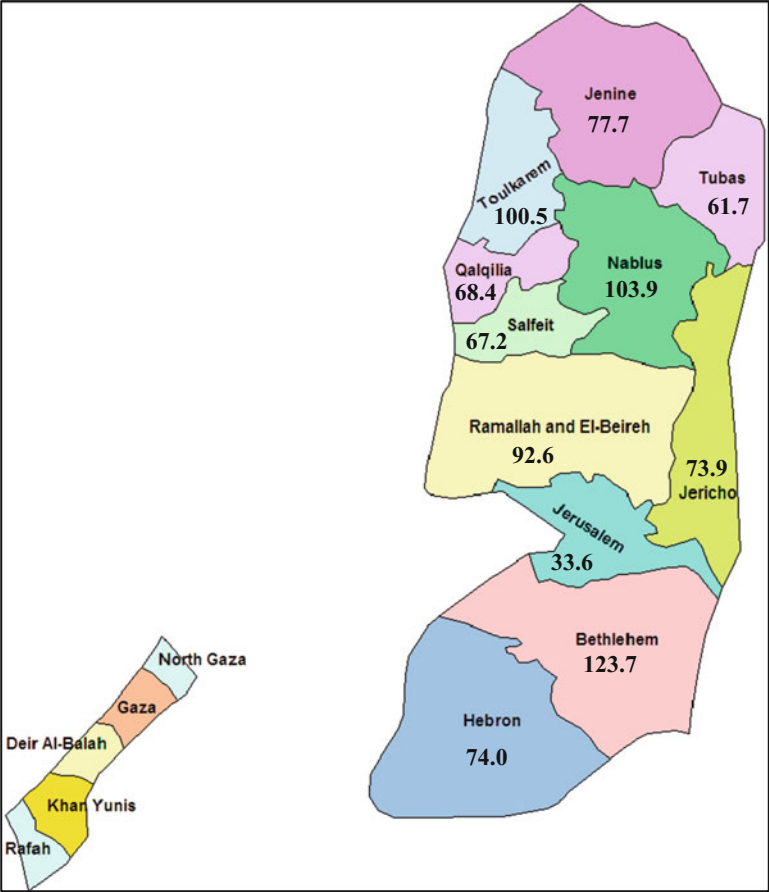 Jenine
77.7
Tubas
61.7
Toulkarem
100.5
Nablus
103.9
Qalqilia
68.4
Salfeit
67.2
Ramallah and El-Beireh
92.6
73.9
Jericho
Jerusalem
33.6
Bethlehem
123.7
Hebron
74.0
North Gaza
Gaza
Deir Al-Balah
Khan Yunis
Rafah